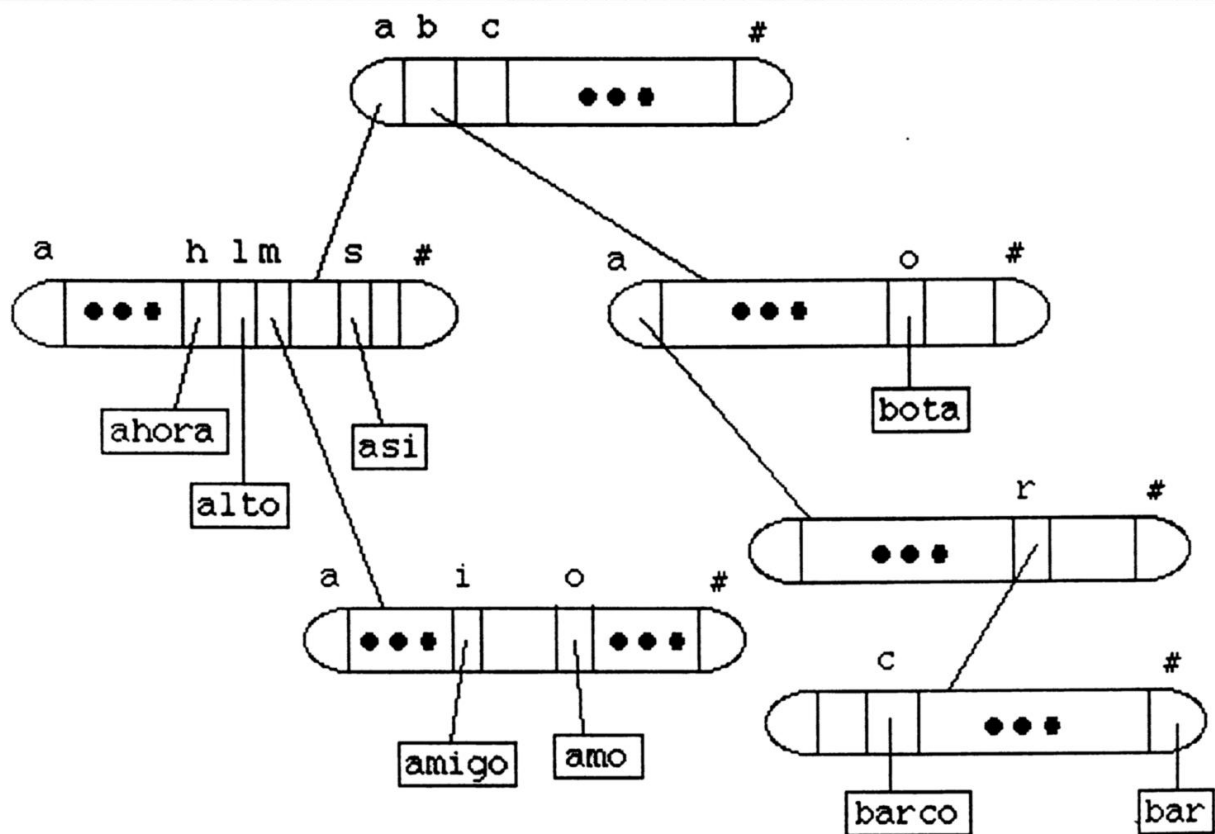 a b c #
a h l m s #
a o #
ahora
asi
bota
alto
r #
a i o #
c #
amigo
amo
barco
bar